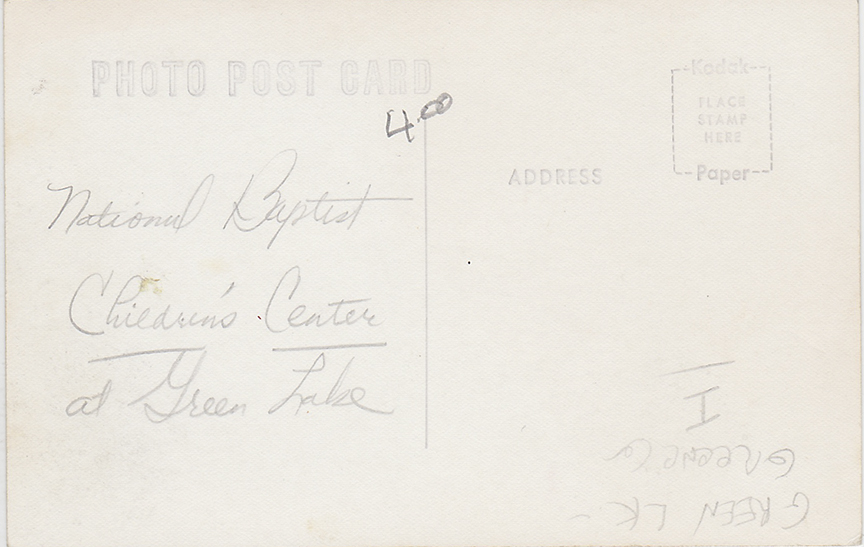 PHOTO POST CARD
4.00
Kodak
PLACE
STAMP
HERE
Paper
ADDRESS
National Baptist
Children's Center
at Green Lake
I
GREEN LK -